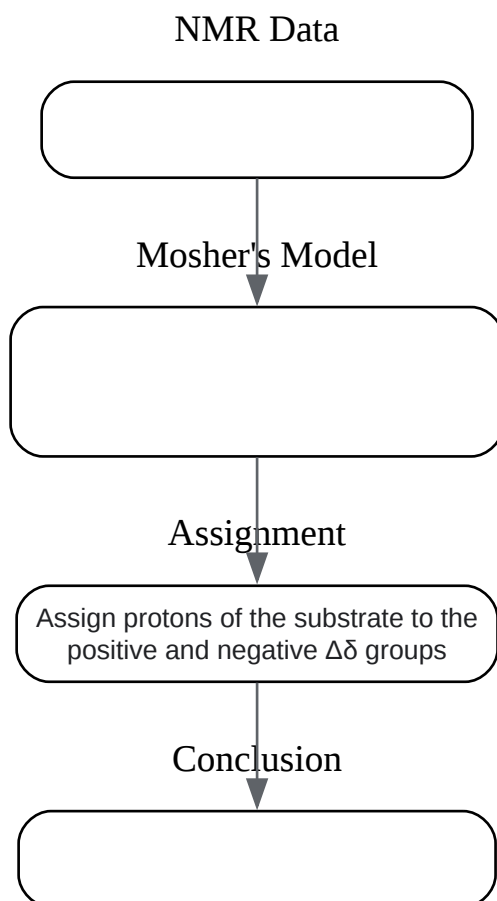 NMR Data
Mosher's Model
Assignment
Assign protons of the substrate to the
positive and negative Δδ groups
Conclusion